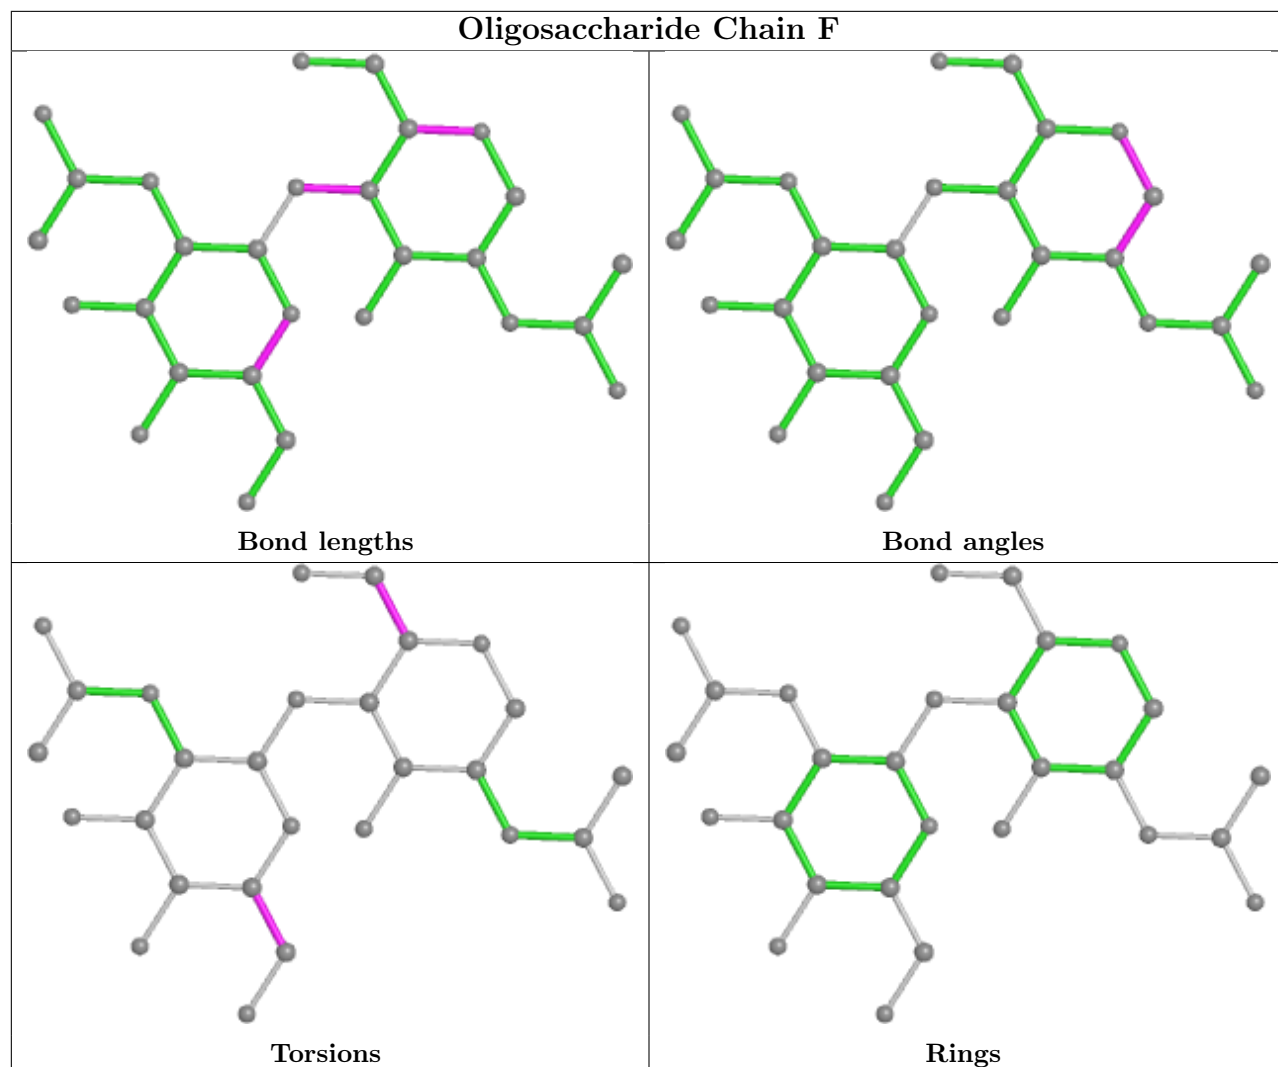 Oligosaccharide Chain F
Bond lengths
Bond angles
Torsions
Rings